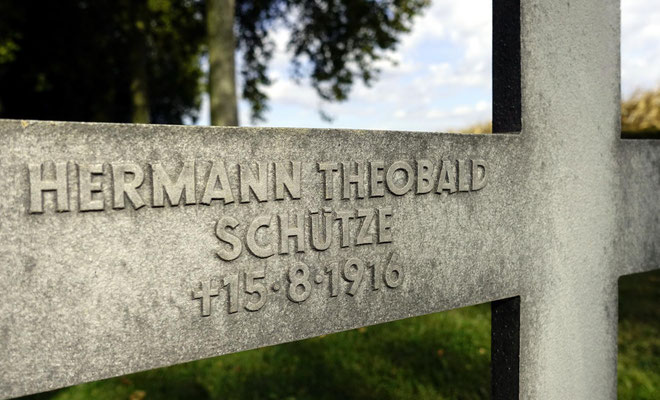 HERMANN THEOBALD
SCHÜTZE
†15·8·1916